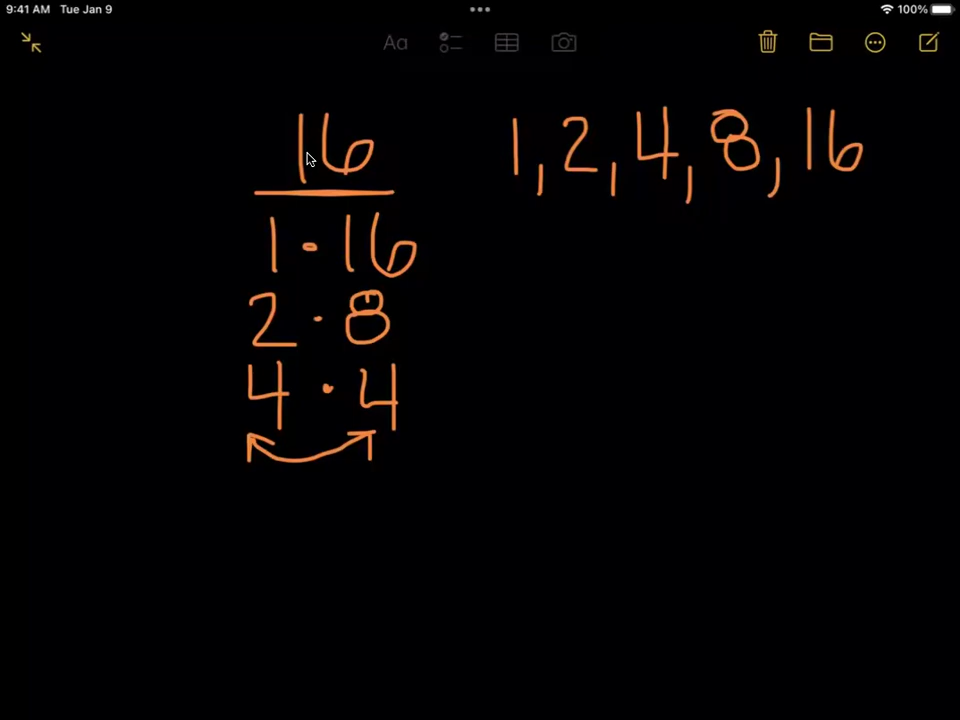 9:41 AM Tue Jan 9
100%
Aa
16
1, 2, 4, 8, 16
1 · 16
2 · 8
4 · 4